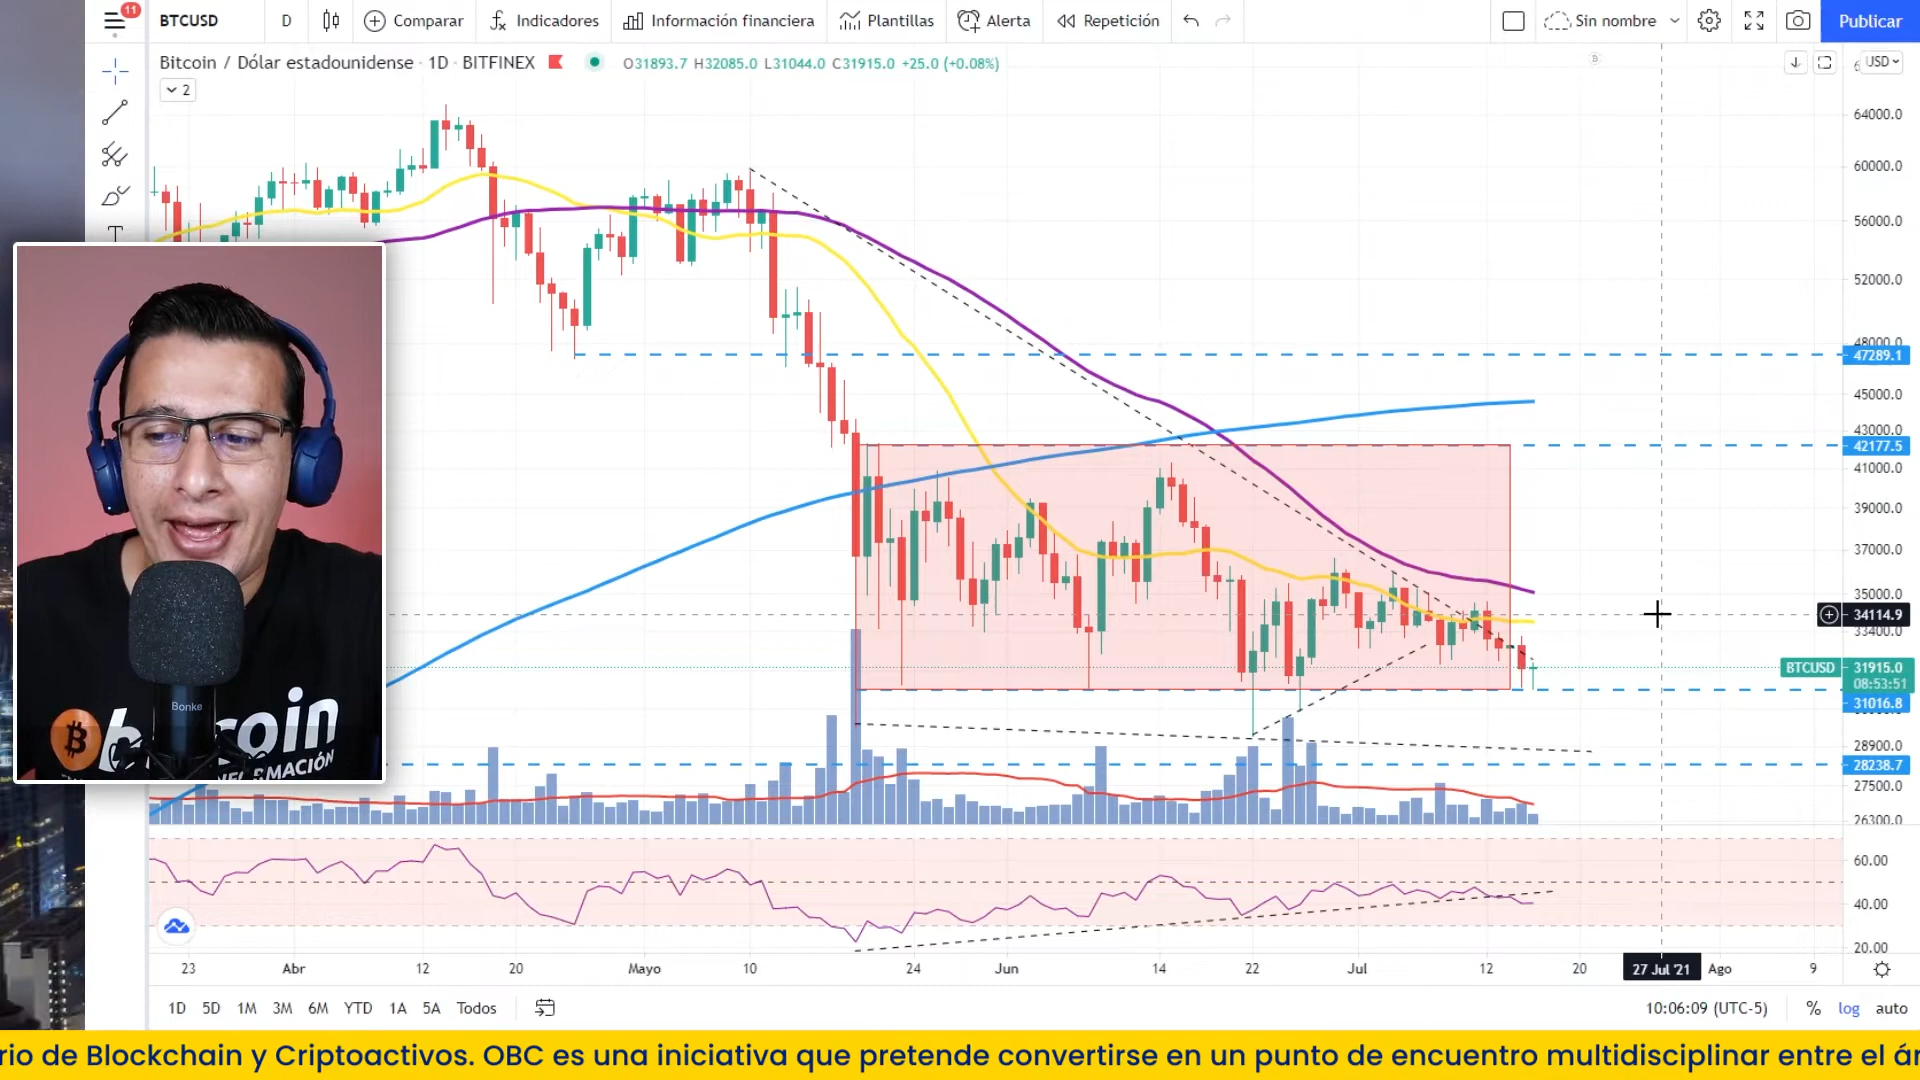 11
BTCUSD
D
Comparar
Indicadores
Información financiera
Plantillas
Alerta
Repetición
Sin nombre
Publicar
Bitcoin / Dólar estadounidense · 1D · BITFINEX
O31893.7 H32085.0 L31044.0 C31915.0 +25.0 (+0.08%)
USD
2
64000.0
60000.0
56000.0
52000.0
48000.0
47289.1
45000.0
43000.0
42177.5
41000.0
39000.0
37000.0
35000.0
34114.9
33400.0
BTCUSD
31915.0
08:53:51
31016.8
28900.0
28238.7
27500.0
26300.0
60.00
40.00
20.00
Bonke
23
Abr
12
20
Mayo
10
24
Jun
14
22
Jul
12
20
27 Jul '21
Ago
9
1D
5D
1M
3M
6M
YTD
1A
5A
Todos
10:06:09 (UTC-5)
%
log
auto
rio de Blockchain y Criptoactivos. OBC es una iniciativa que pretende convertirse en un punto de encuentro multidisciplinar entre el ár